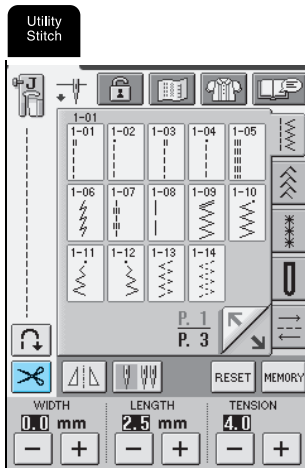 Utility
Stitch
J
1-01
1-01 1-02 1-03 1-04 1-05
1-06 1-07 1-08 1-09 1-10
1-11 1-12 1-13 1-14
P. 1
P. 3
RESET MEMORY
WIDTH LENGTH TENSION
0.0 mm 2.5 mm 4.0
− + − + − +